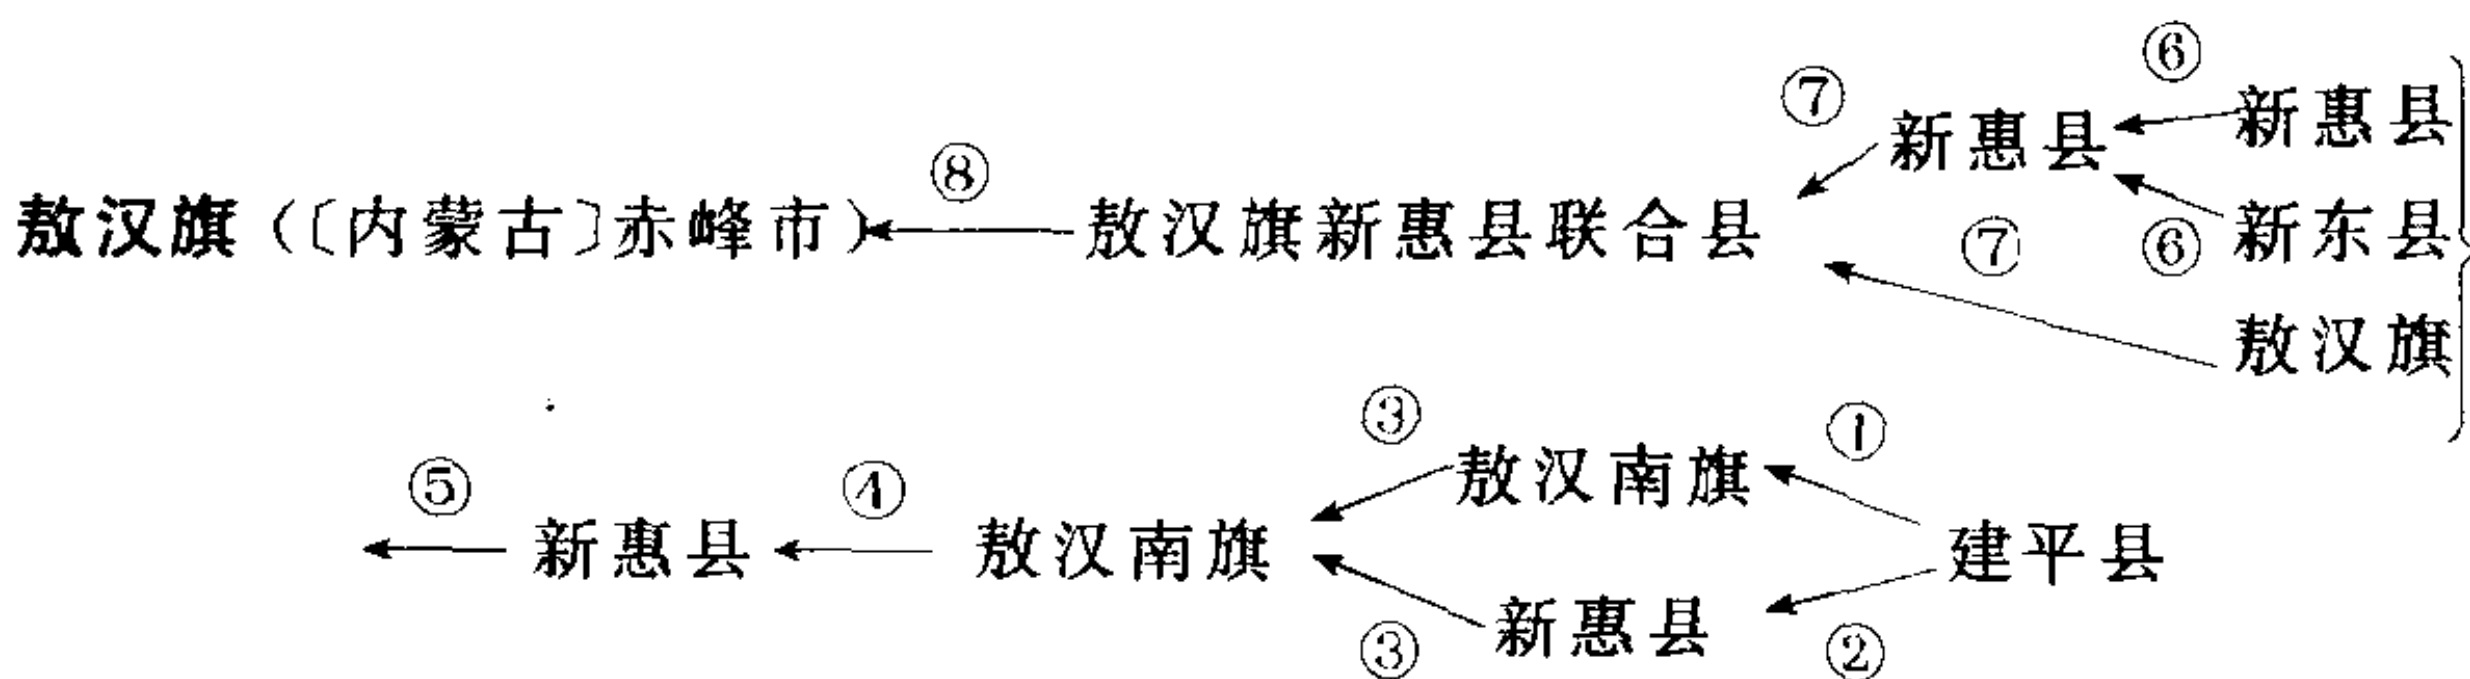 ⑥
⑦ 新惠县 新惠县
⑧
敖汉旗（〔内蒙古〕赤峰市） 敖汉旗新惠县联合县 ⑦ ⑥ 新东县
敖汉旗
③ ①
敖汉南旗
⑤ ④
新惠县 敖汉南旗 建平县
新惠县
③ ②